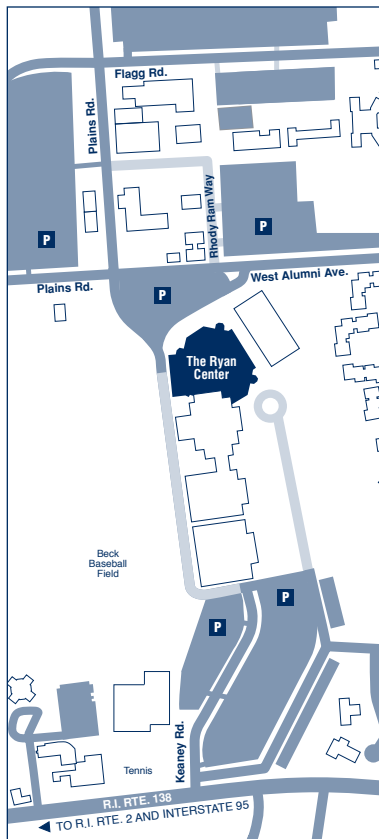 Flagg Rd.
Plains Rd.
Rhody Ram Way
P
P
West Alumni Ave.
Plains Rd.
P
The Ryan
Center
Beck
Baseball
Field
P
P
Keaney Rd.
Tennis
R.I. RTE. 138
TO R.I. RTE. 2 AND INTERSTATE 95